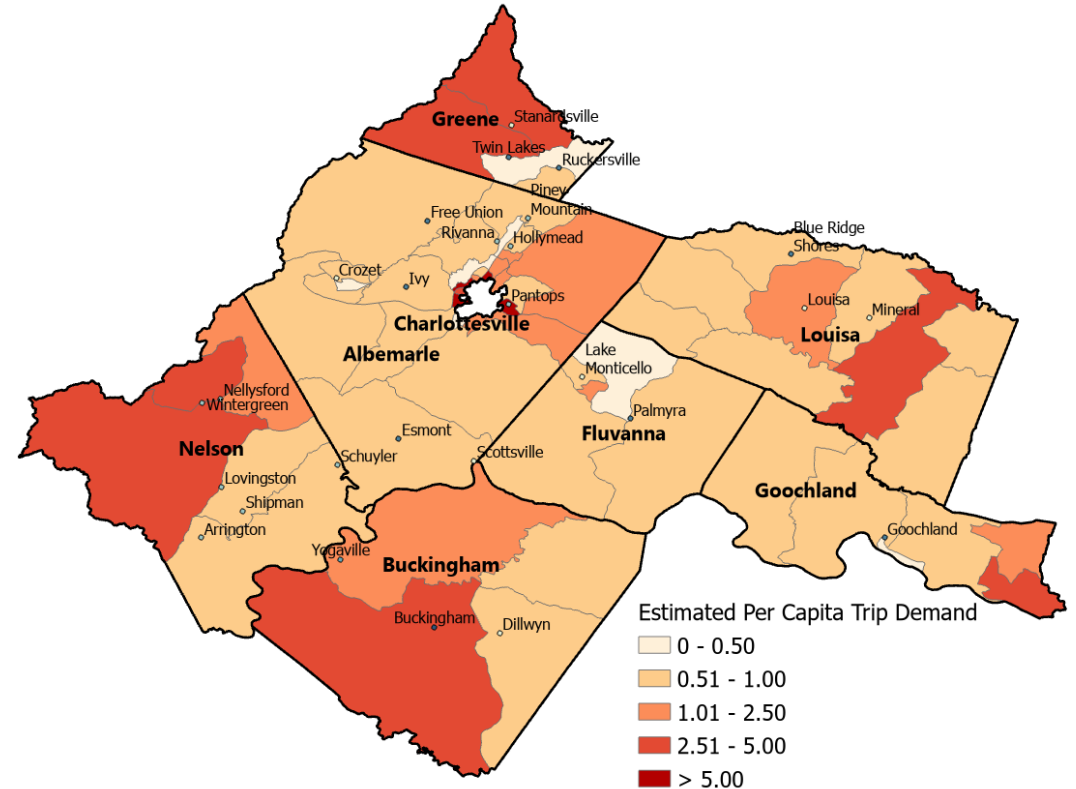 Greene
Stanardsville
Twin Lakes
Ruckersville
Piney
Mountain
Free Union
Rivanna
Hollymead
Crozet
Ivy
Pantops
Charlottesville
Albemarle
Blue Ridge
Shores
Louisa
Mineral
Louisa
Lake
Monticello
Palmyra
Fluvanna
Nellysford
Wintergreen
Nelson
Esmont
Scottsville
Schuyler
Lovingston
Shipman
Arrington
Goochland
Goochland
Yogaville
Buckingham
Buckingham
Dillwyn
Estimated Per Capita Trip Demand
0 - 0.50
0.51 - 1.00
1.01 - 2.50
2.51 - 5.00
> 5.00